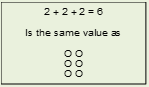 2 + 2 + 2 = 6
Is the same value as